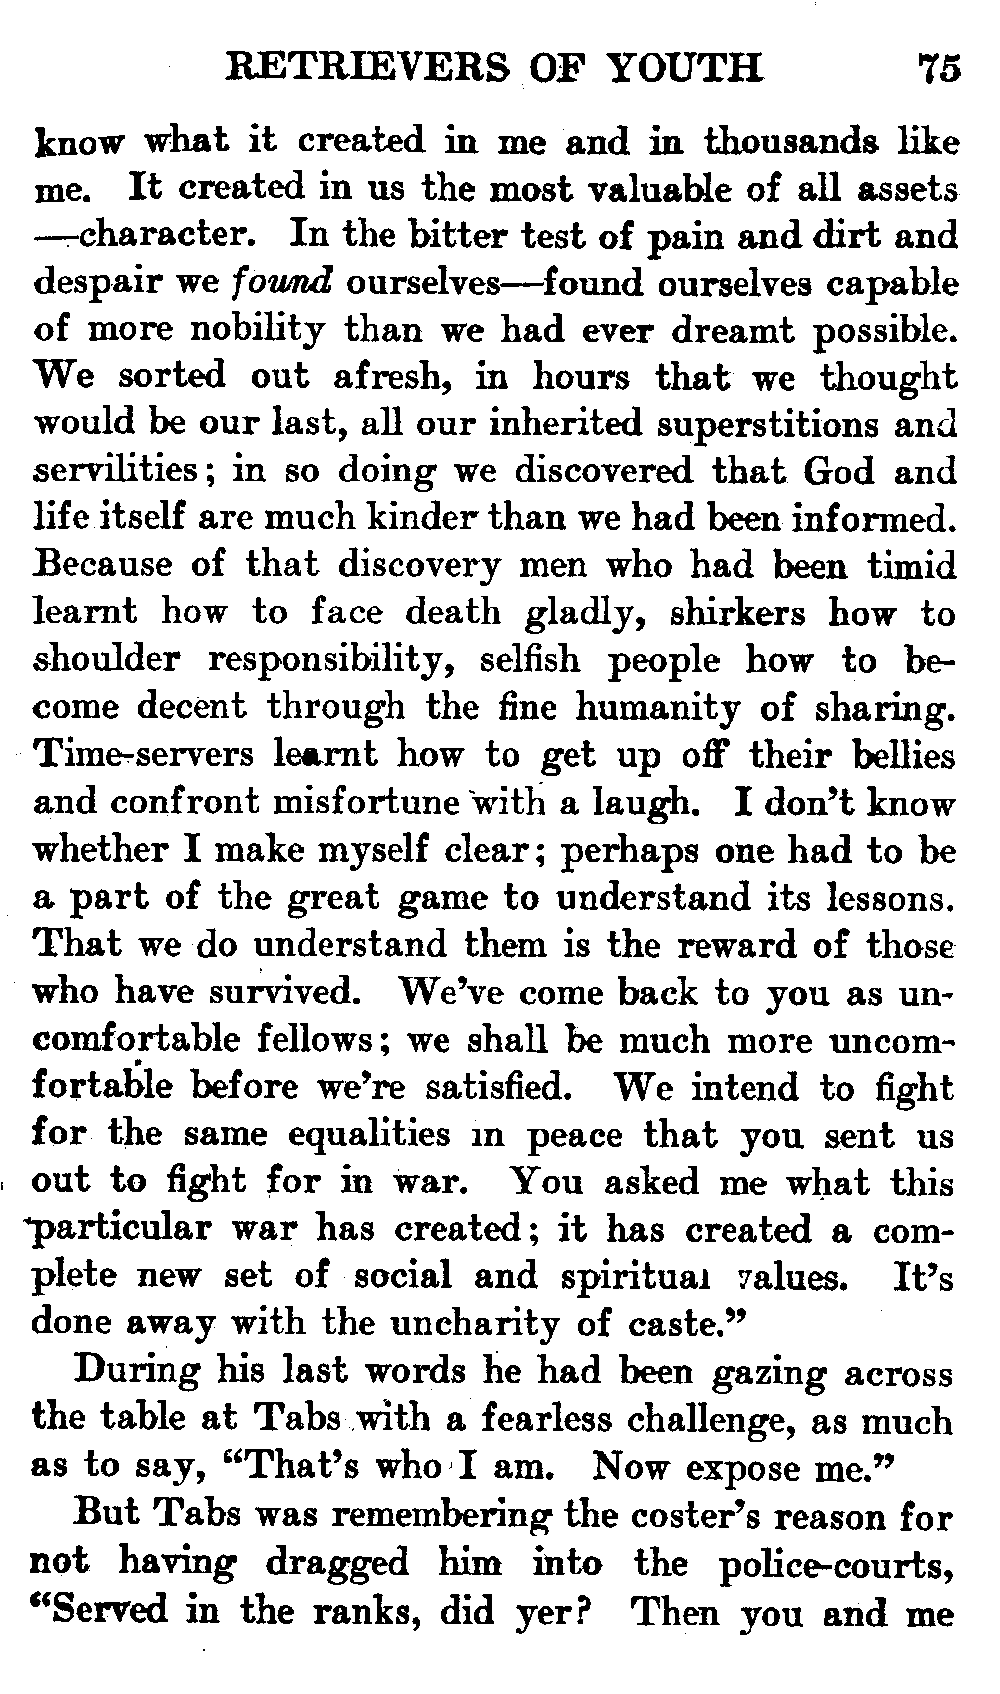 RETRIEVERS OF YOUTH 75
know what it created in me and in thousands like
me. It created in us the most valuable of all assets
—character. In the bitter test of pain and dirt and
despair we found ourselves—found ourselves capable
of more nobility than we had ever dreamt possible.
We sorted out afresh, in hours that we thought
would be our last, all our inherited superstitions and
servilities; in so doing we discovered that God and
life itself are much kinder than we had been informed.
Because of that discovery men who had been timid
learnt how to face death gladly, shirkers how to
shoulder responsibility, selfish people how to be-
come decent through the fine humanity of sharing.
Time-servers learnt how to get up off their bellies
and confront misfortune with a laugh. I don't know
whether I make myself clear; perhaps one had to be
a part of the great game to understand its lessons.
That we do understand them is the reward of those
who have survived. We've come back to you as un-
comfortable fellows; we shall be much more uncom-
fortable before we're satisfied. We intend to fight
for the same equalities in peace that you sent us
out to fight for in war. You asked me what this
particular war has created; it has created a com-
plete new set of social and spiritual values. It's
done away with the uncharity of caste."
During his last words he had been gazing across
the table at Tabs with a fearless challenge, as much
as to say, "That's who I am. Now expose me."
But Tabs was remembering the coster's reason for
not having dragged him into the police-courts,
"Served in the ranks, did yer? Then you and me